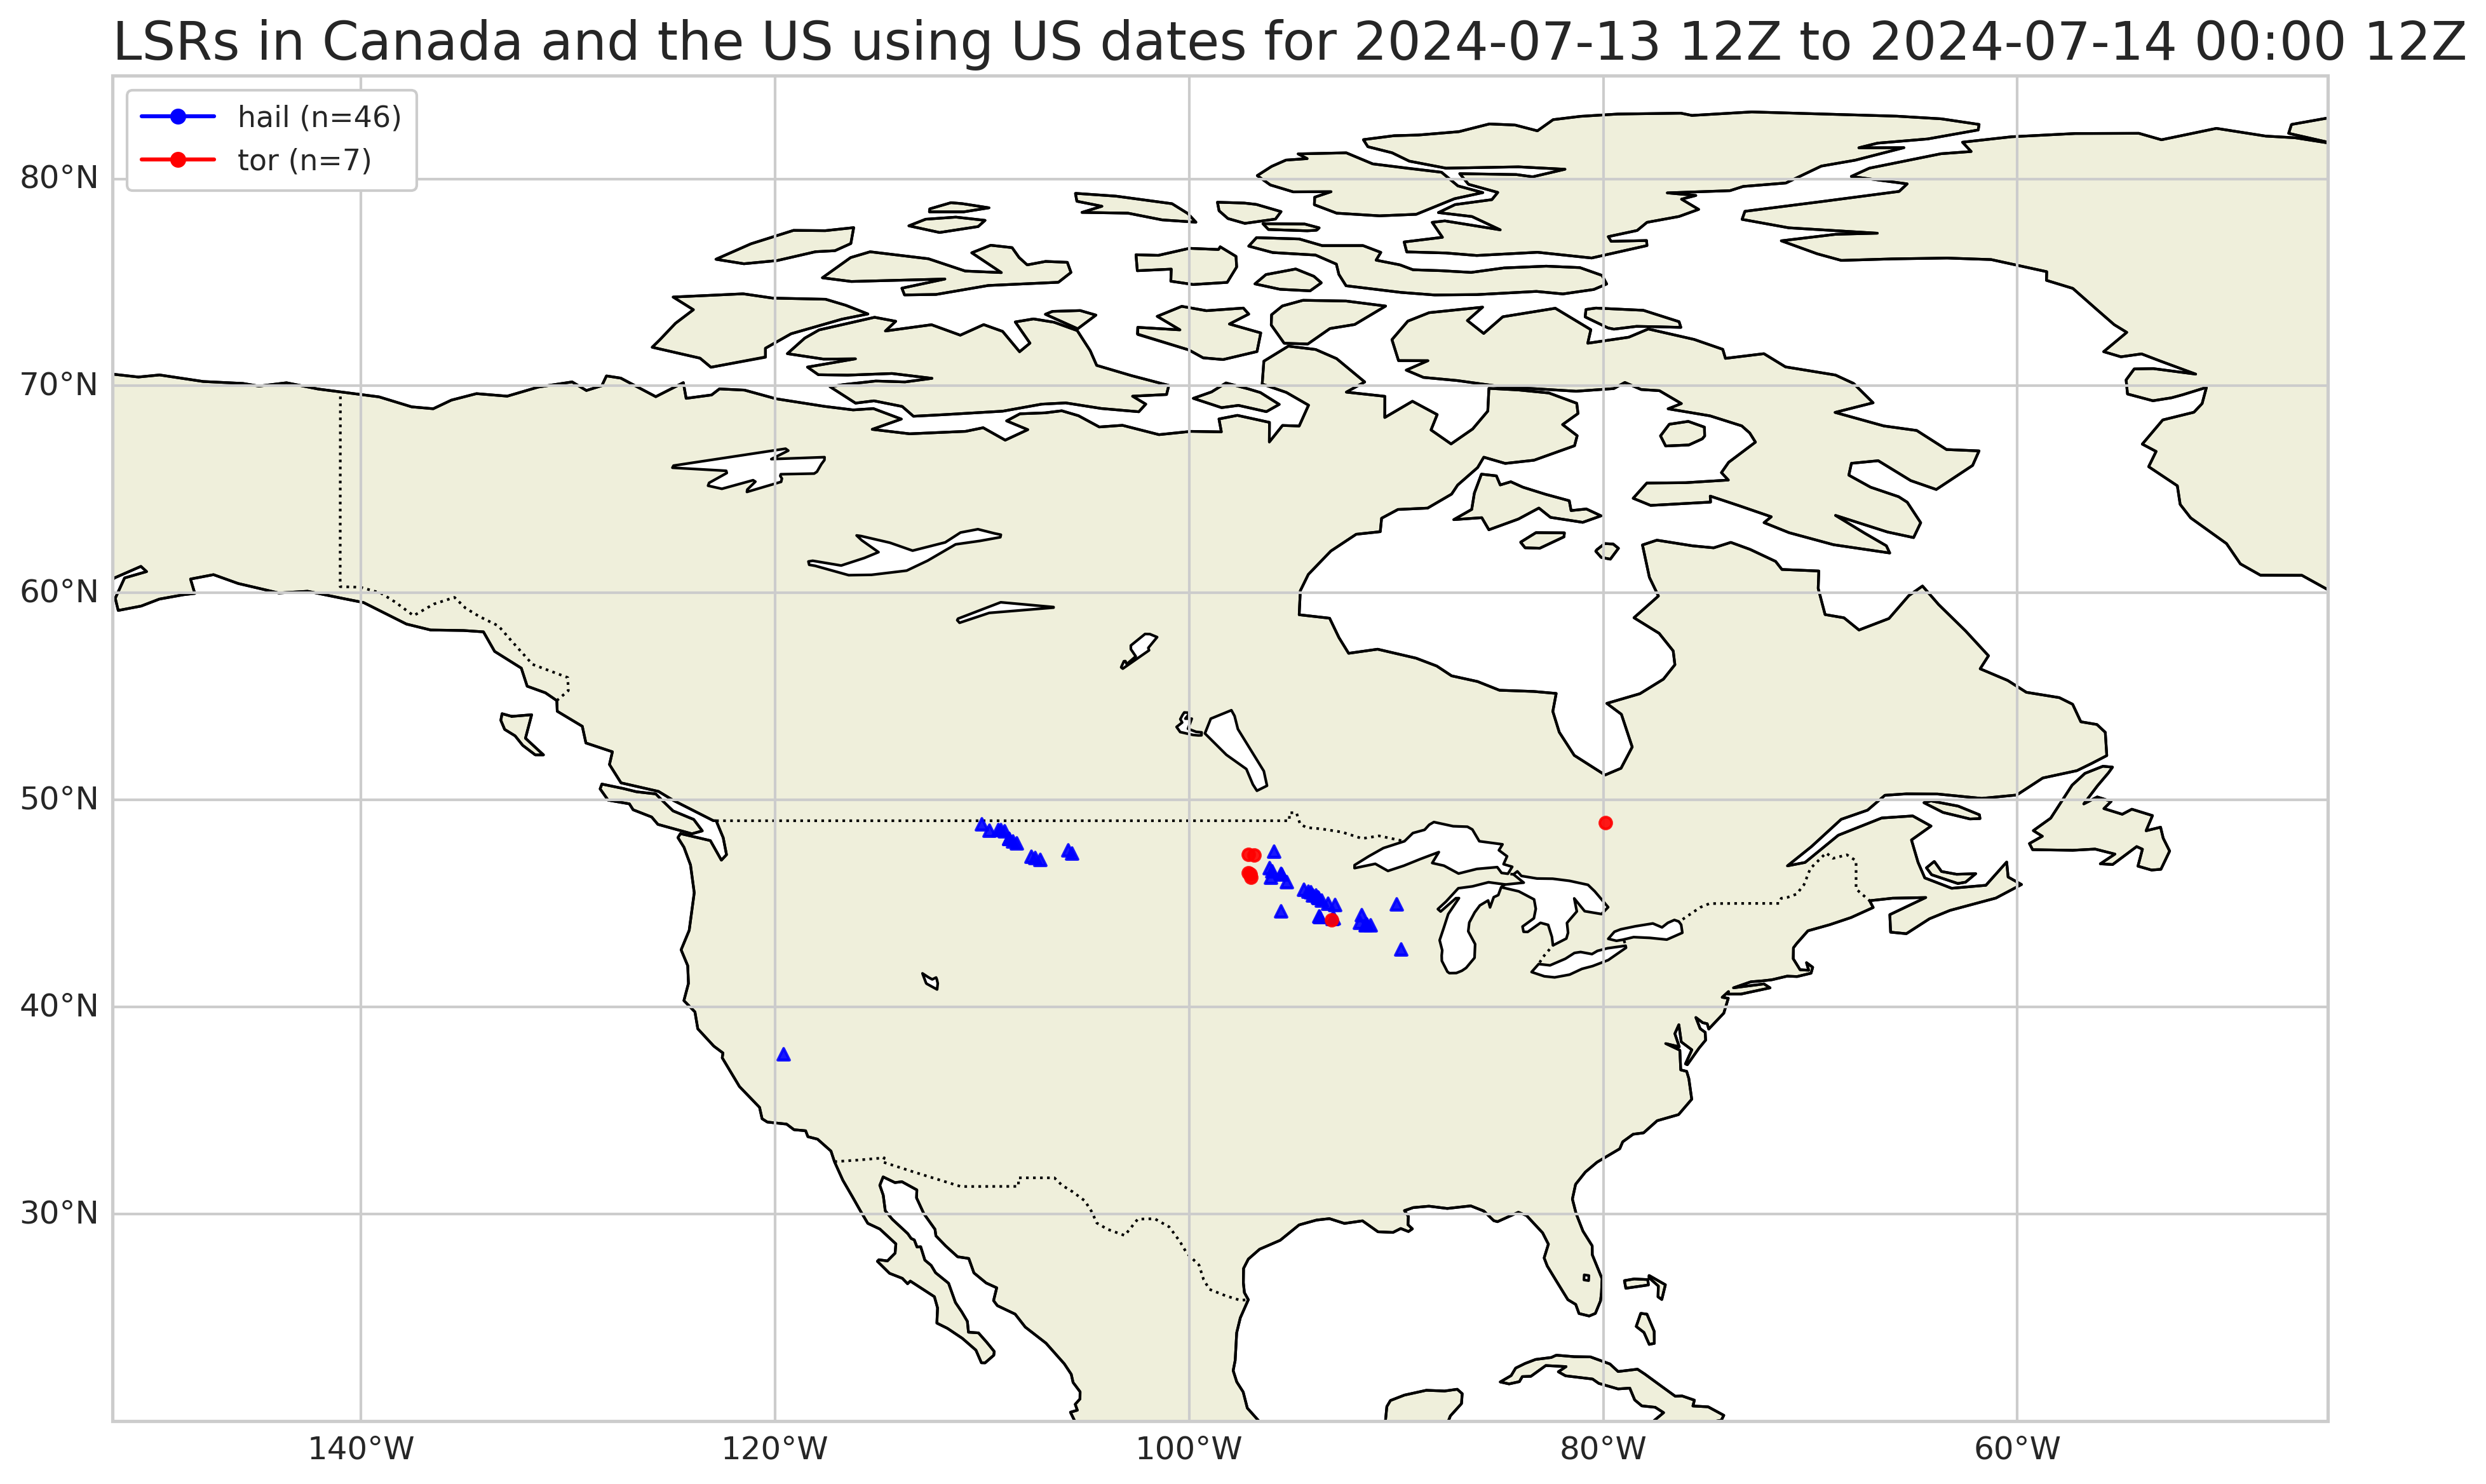 LSRs in Canada and the US using US dates for 2024-07-13 12Z to 2024-07-14 00:00 12Z
hail (n=46)
tor (n=7)
80°N
70°N
60°N
50°N
40°N
30°N
140°W
120°W
100°W
80°W
60°W